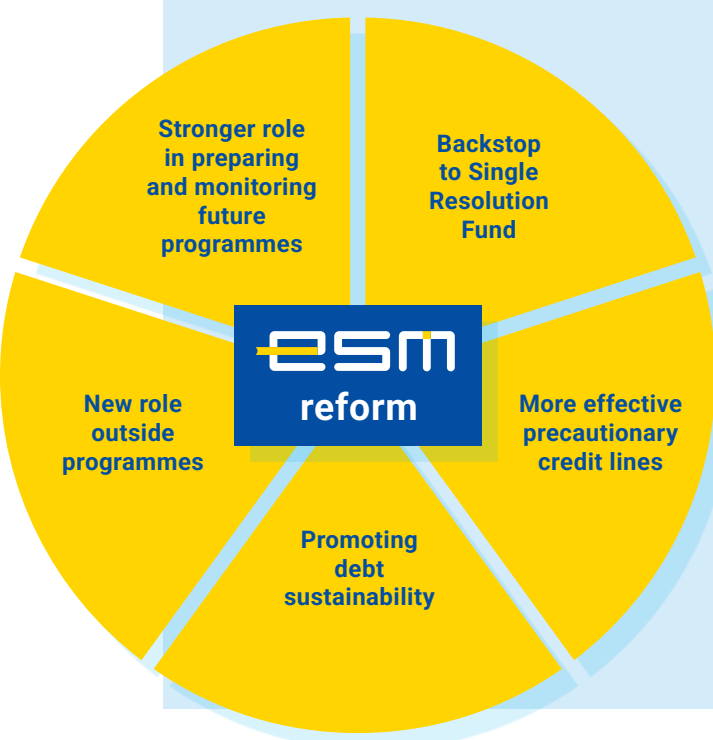 Stronger role
in preparing
and monitoring
future
programmes
Backstop
to Single
Resolution
Fund
esm
reform
New role
outside
programmes
More effective
precautionary
credit lines
Promoting
debt
sustainability